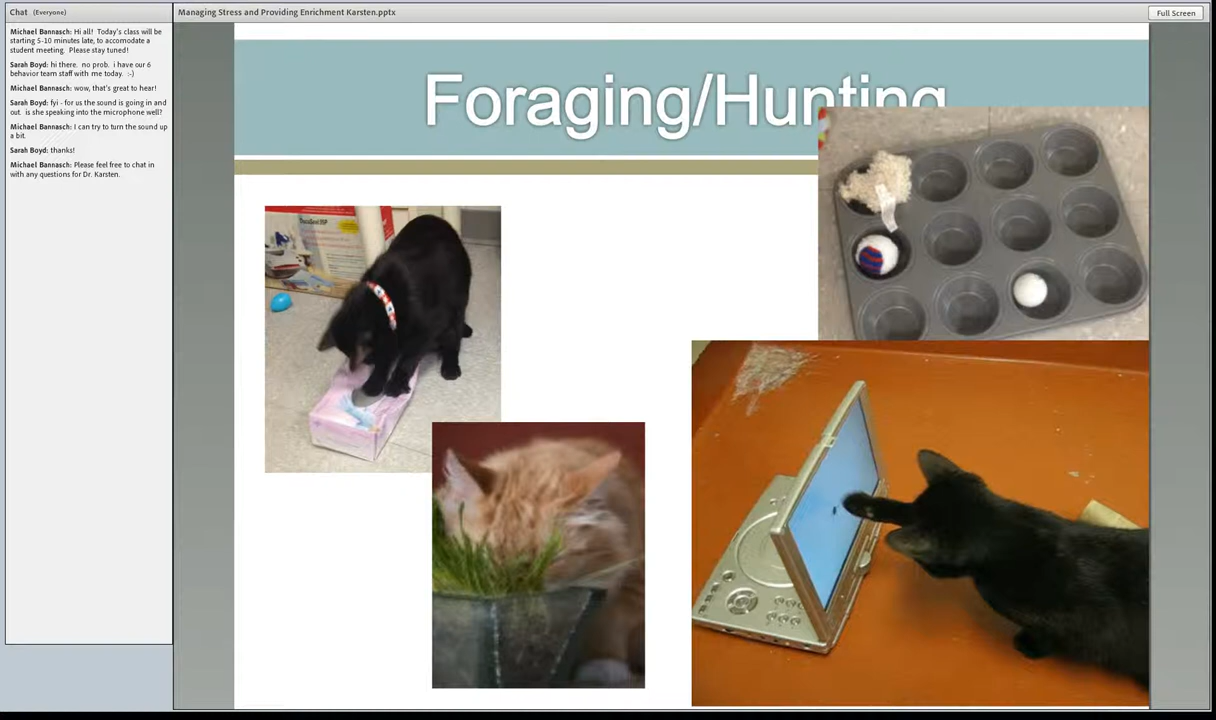 Chat (Everyone)
Michael Bannasch: Hi all! Today's class will be
starting 5-10 minutes late, to accomodate a
student meeting. Please stay tuned!
Sarah Boyd: hi there. no prob. i have our 6
behavior team staff with me today. :-)
Michael Bannasch: wow, that's great to hear!
Sarah Boyd: fyi - for us the sound is going in and
out. is she speaking into the microphone well?
Michael Bannasch: I can try to turn the sound up
a bit.
Sarah Boyd: thanks!
Michael Bannasch: Please feel free to chat in
with any questions for Dr. Karsten.
Managing Stress and Providing Enrichment Karsten.pptx
Full Screen
Foraging/Hunting